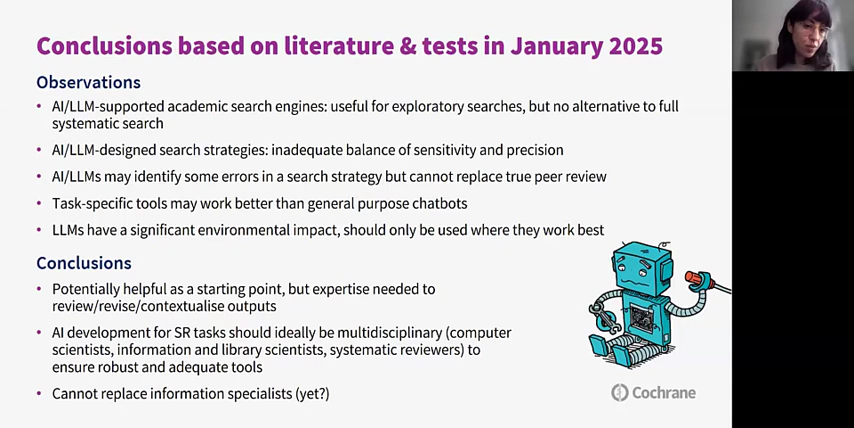 Conclusions based on literature & tests in January 2025
Observations
• AI/LLM-supported academic search engines: useful for exploratory searches, but no alternative to full
systematic search
• AI/LLM-designed search strategies: inadequate balance of sensitivity and precision
• AI/LLMs may identify some errors in a search strategy but cannot replace true peer review
• Task-specific tools may work better than general purpose chatbots
• LLMs have a significant environmental impact, should only be used where they work best
Conclusions
• Potentially helpful as a starting point, but expertise needed to
review/revise/contextualise outputs
• AI development for SR tasks should ideally be multidisciplinary (computer
scientists, information and library scientists, systematic reviewers) to
ensure robust and adequate tools
• Cannot replace information specialists (yet?)
Cochrane